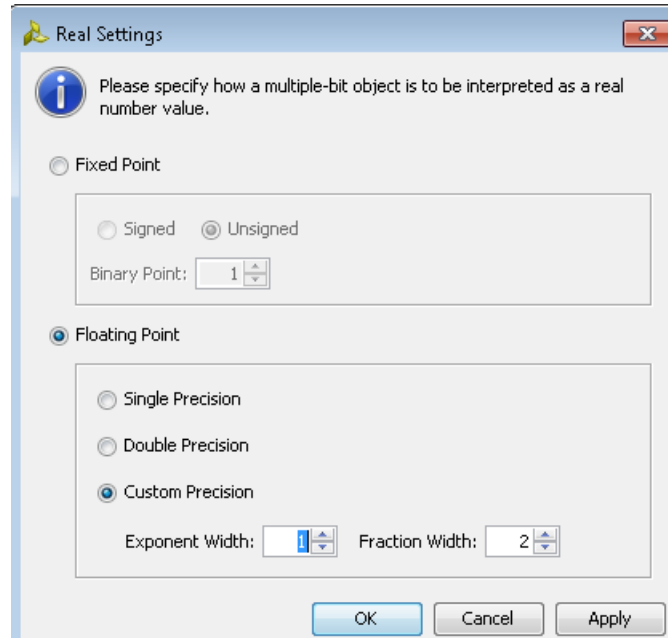 Real Settings
Please specify how a multiple-bit object is to be interpreted as a real
number value.
Fixed Point
Signed Unsigned
Binary Point: 1
Floating Point
Single Precision
Double Precision
Custom Precision
Exponent Width: 1 Fraction Width: 2
OK Cancel Apply